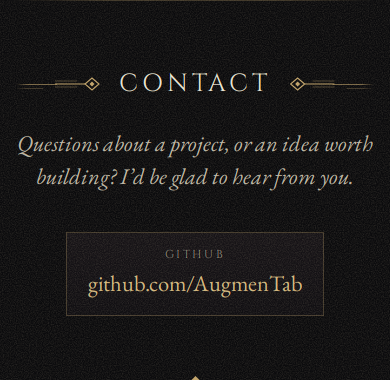 CONTACT
Questions about a project, or an idea worth
building? I’d be glad to hear from you.
GITHUB
github.com/AugmenTab